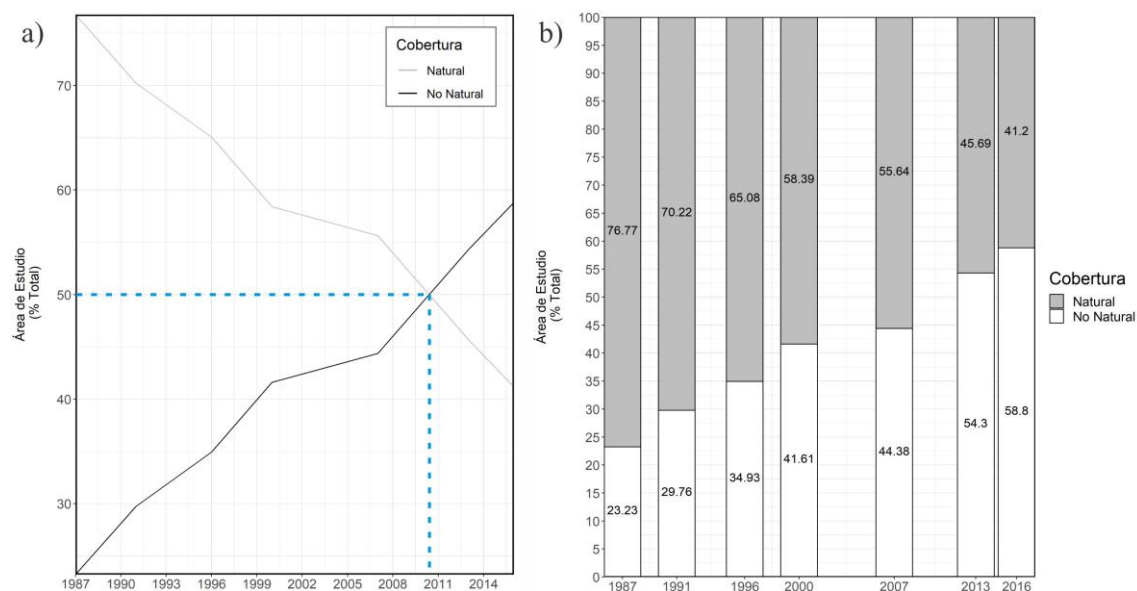 a)
Cobertura
Natural
No Natural
70
60
50
40
30
Área de Estudio
(% Total)
1987 1990 1993 1996 1999 2002 2005 2008 2011 2014
b)
100
95
90
85
80
75
70
65
60
55
50
45
40
35
30
25
20
15
10
5
0
Área de Estudio
(% Total)
76.77 70.22 65.08 58.39 55.64 45.69 41.2
23.23 29.76 34.93 41.61 44.38 54.3 58.8
1987 1991 1996 2000 2007 2013 2016
Cobertura
Natural
No Natural